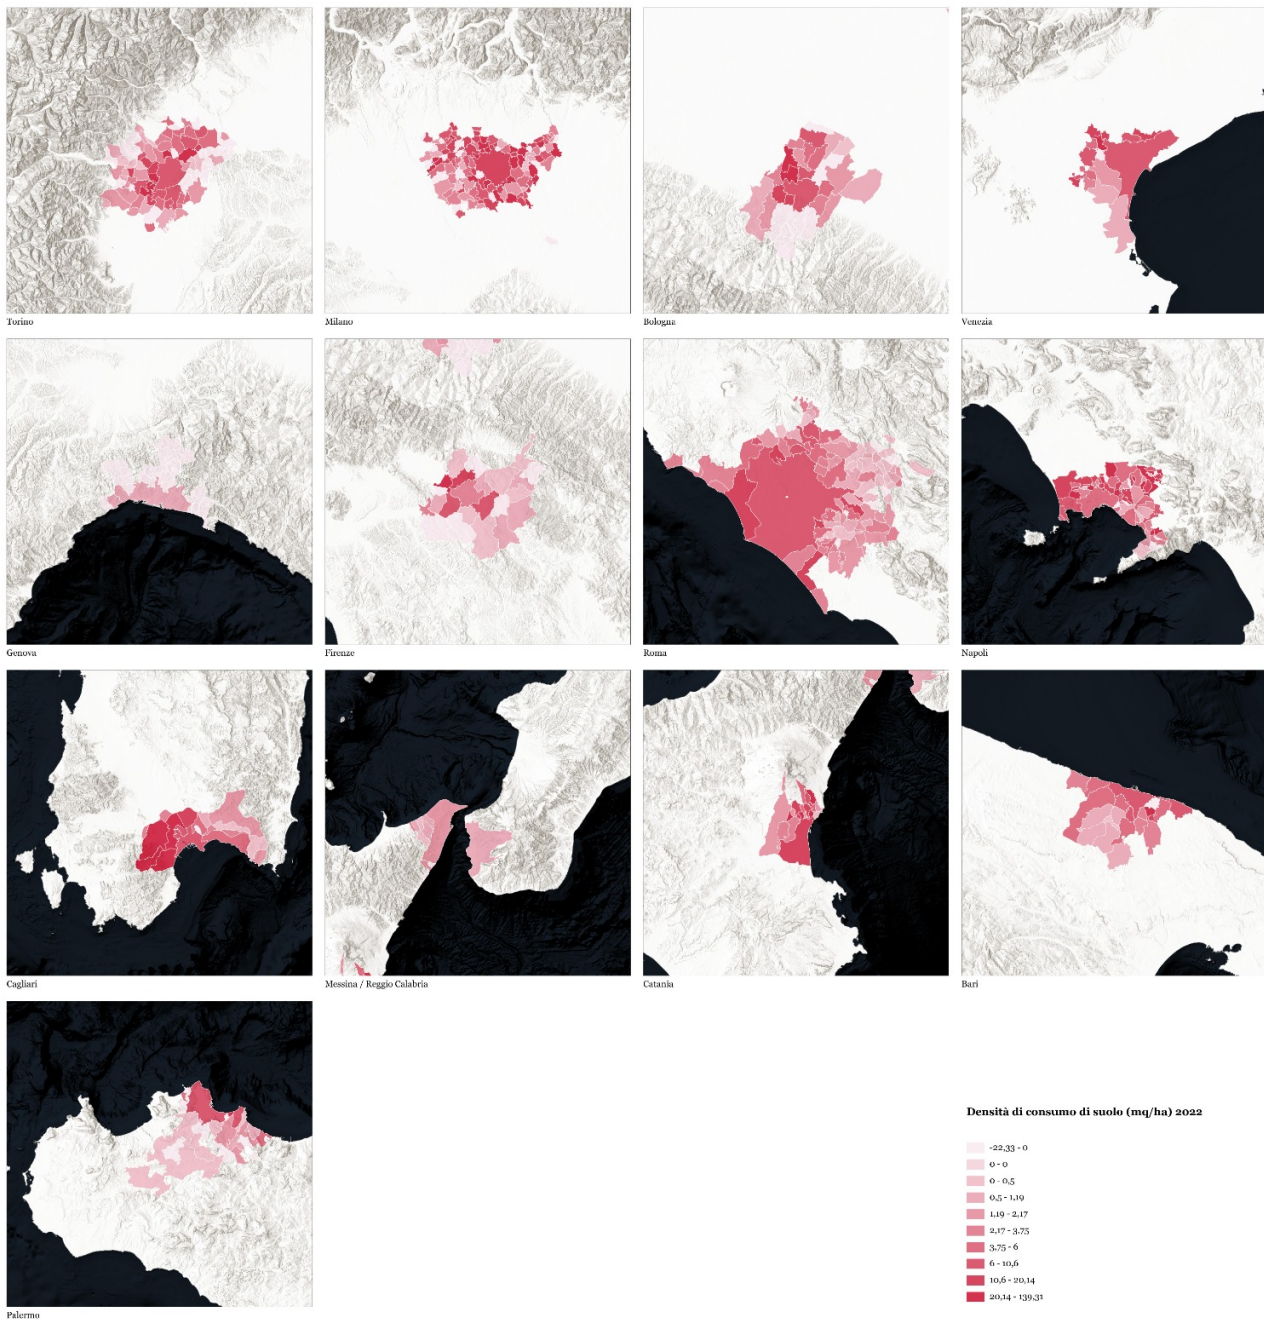 Torino
Milano
Bologna
Venezia
Genova
Firenze
Roma
Napoli
Cagliari
Messina / Reggio Calabria
Catania
Bari
Palermo
Densità di consumo di suolo (mq/ha) 2022
-22,33 - 0
0 - 0
0 - 0,5
0,5 - 1,19
1,19 - 2,17
2,17 - 3,75
3,75 - 6
6 - 10,6
10,6 - 20,14
20,14 - 139,31